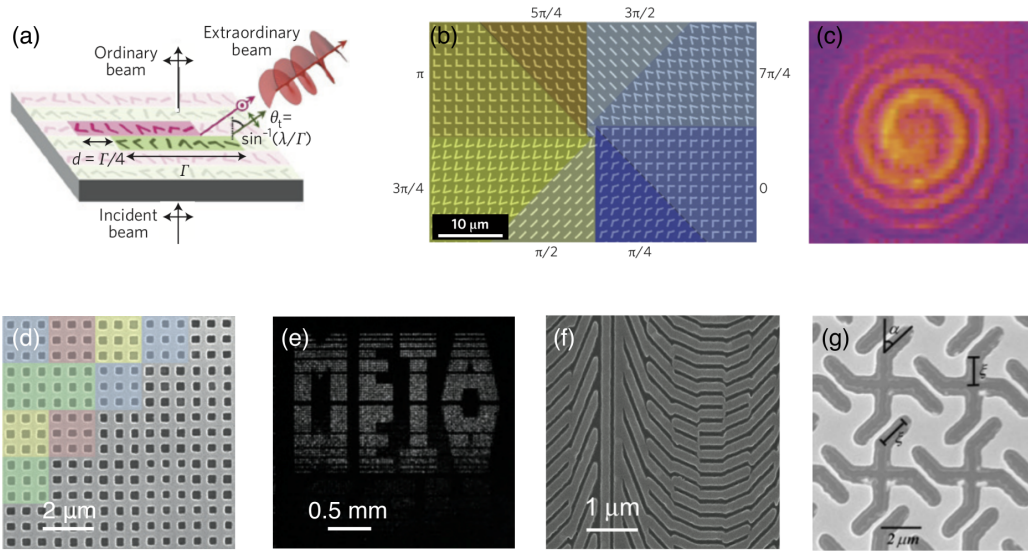 (a)
Ordinary
beam
Extraordinary
beam
θt=
sin⁻¹(λ/Γ)
d = Γ/4
Γ
Incident
beam
(b)
5π/4
3π/2
π
7π/4
3π/4
0
10 μm
π/2
π/4
(c)
(d)
2 μm
(e)
META
0.5 mm
(f)
1 μm
(g)
α
ξ
ξ
2 μm